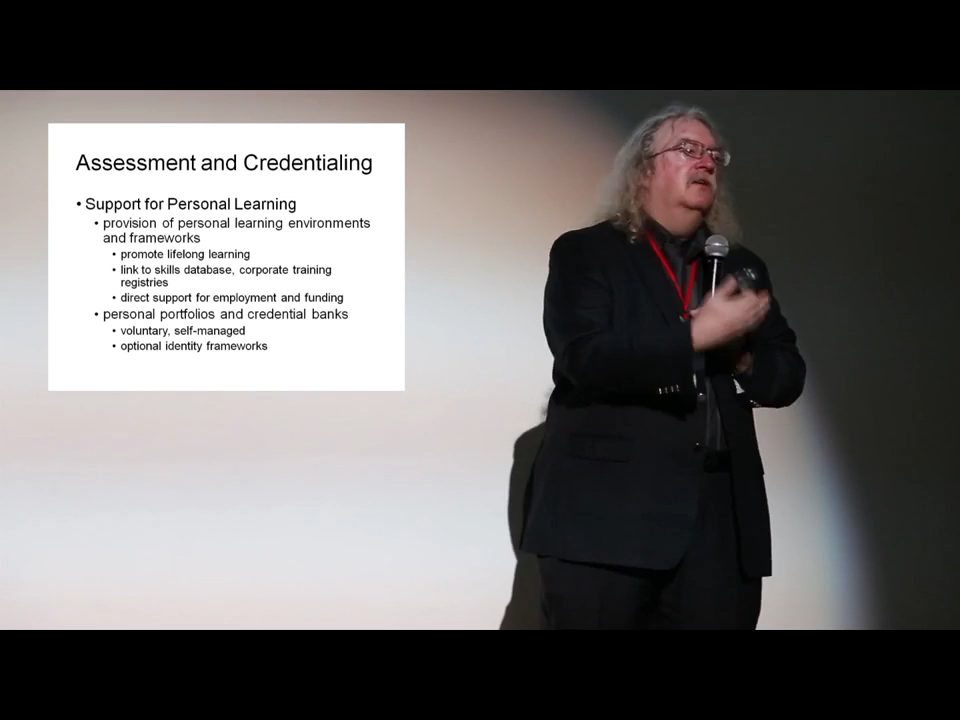 Assessment and Credentialing
• Support for Personal Learning
• provision of personal learning environments
and frameworks
• promote lifelong learning
• link to skills database, corporate training
registries
• direct support for employment and funding
• personal portfolios and credential banks
• voluntary, self-managed
• optional identity frameworks